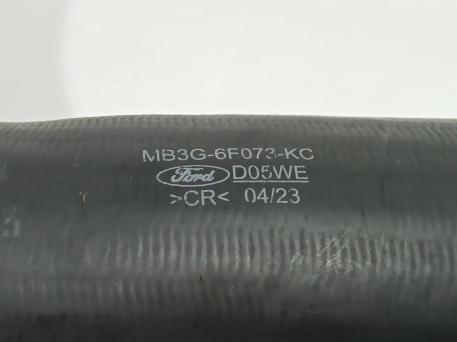 MB3G-6F073-KC
Ford D05WE
>CR< 04/23